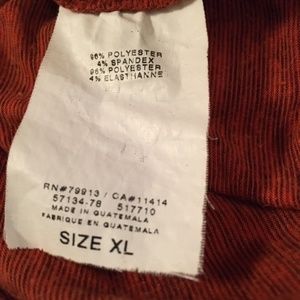 96% POLYESTER
4% SPANDEX
96% POLYESTER
4% ELASTHANNE
RN#79913 / CA#11414
57134-78 517710
MADE IN GUATEMALA
FABRIQUE EN GUATEMALA
SIZE XL